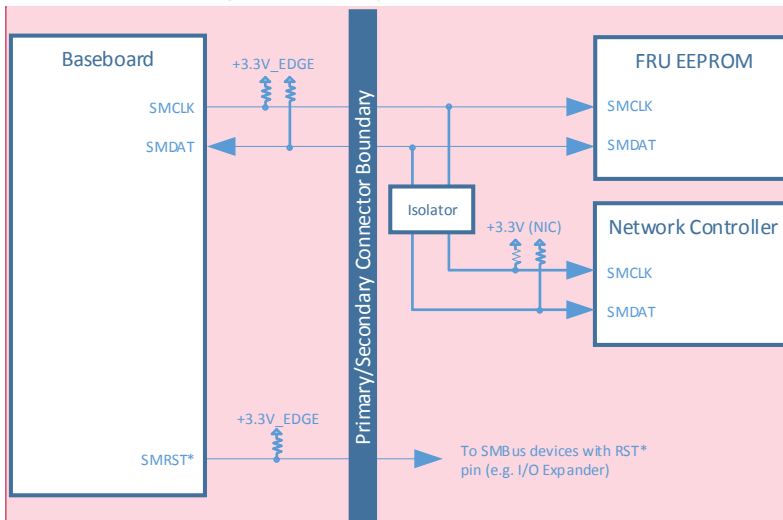 Baseboard
+3.3V_EDGE
SMCLK
SMDAT
Primary/Secondary Connector Boundary
FRU EEPROM
SMCLK
SMDAT
Isolator
+3.3V (NIC)
Network Controller
SMCLK
SMDAT
+3.3V_EDGE
SMRST*
To SMBus devices with RST*
pin (e.g. I/O Expander)